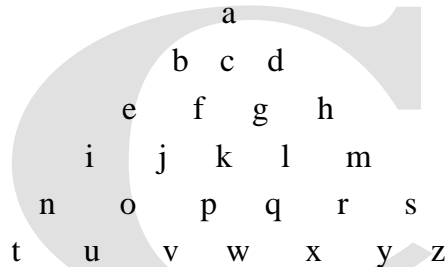 a
b c d
e f g h
i j k l m
n o p q r s
t u v w x y z